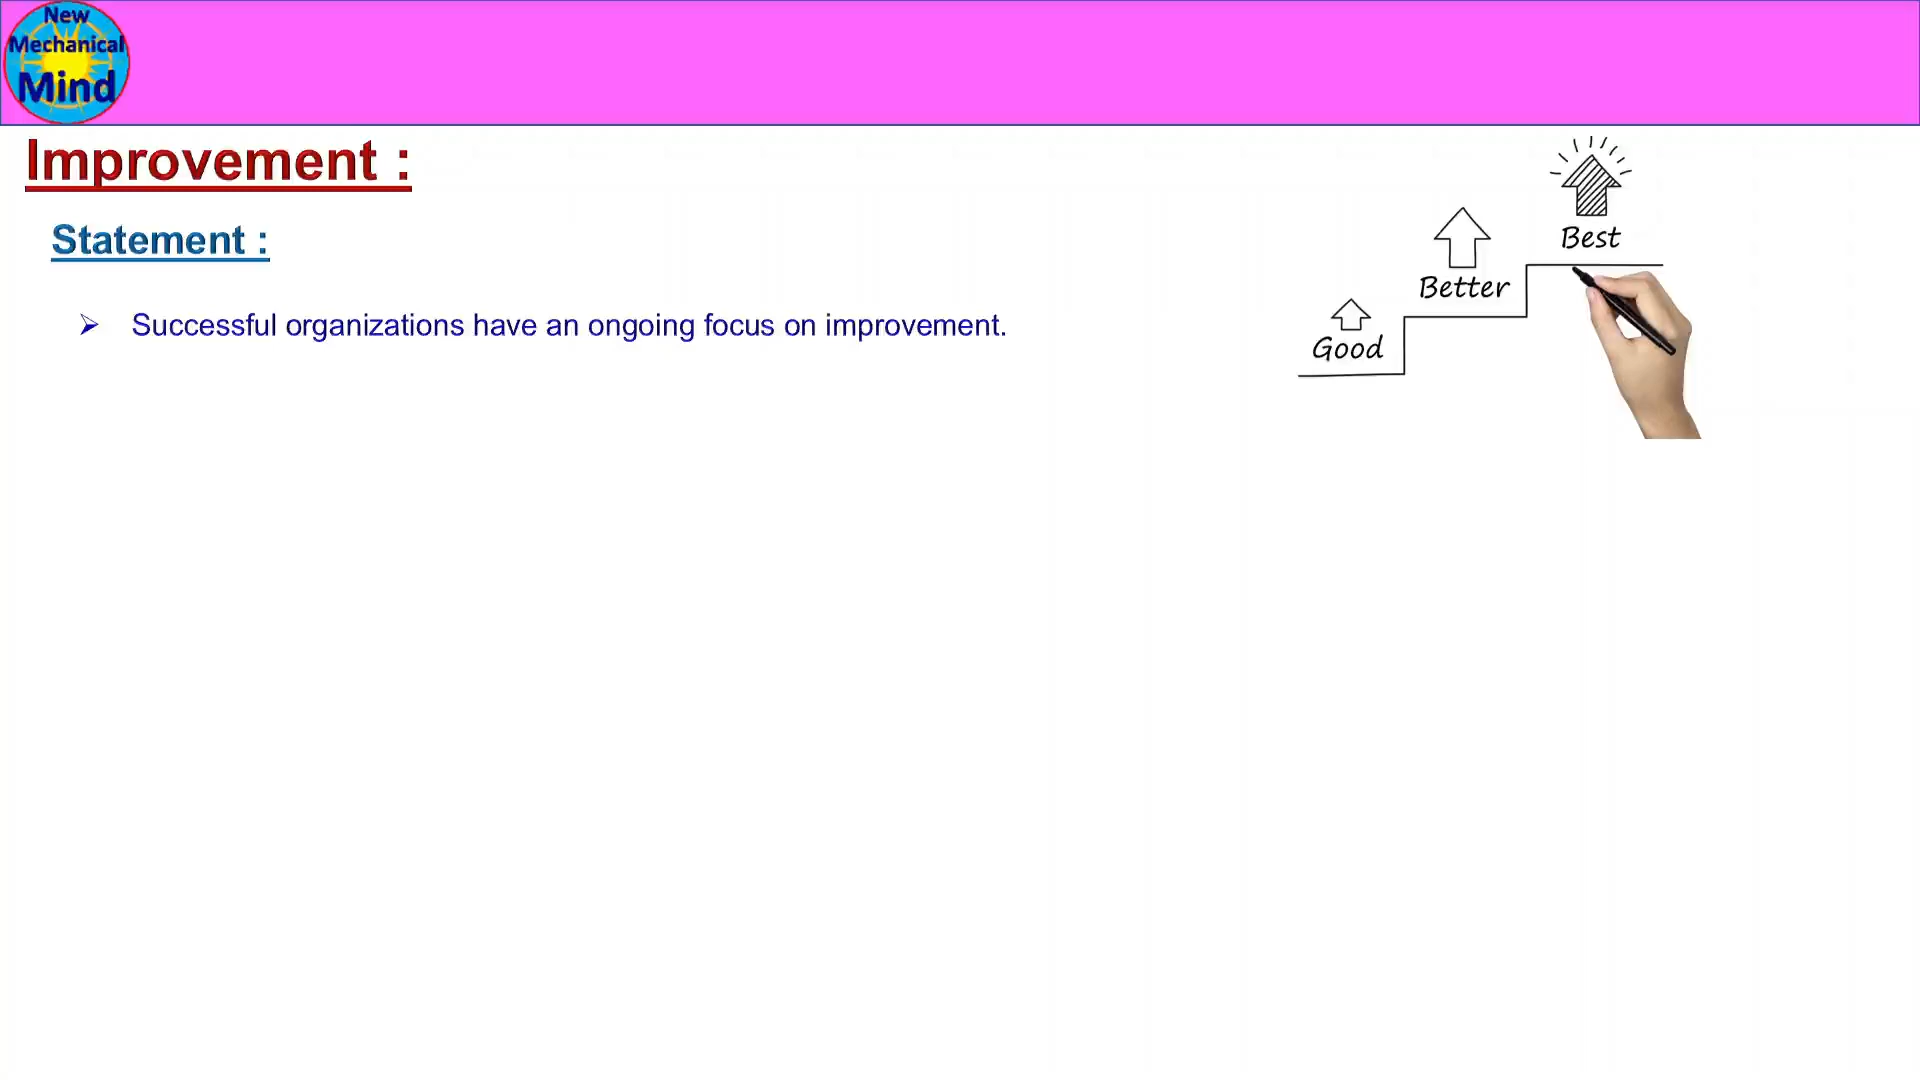 New
Mechanical
Mind
Improvement :
Statement :
Successful organizations have an ongoing focus on improvement.
Good
Better
Best